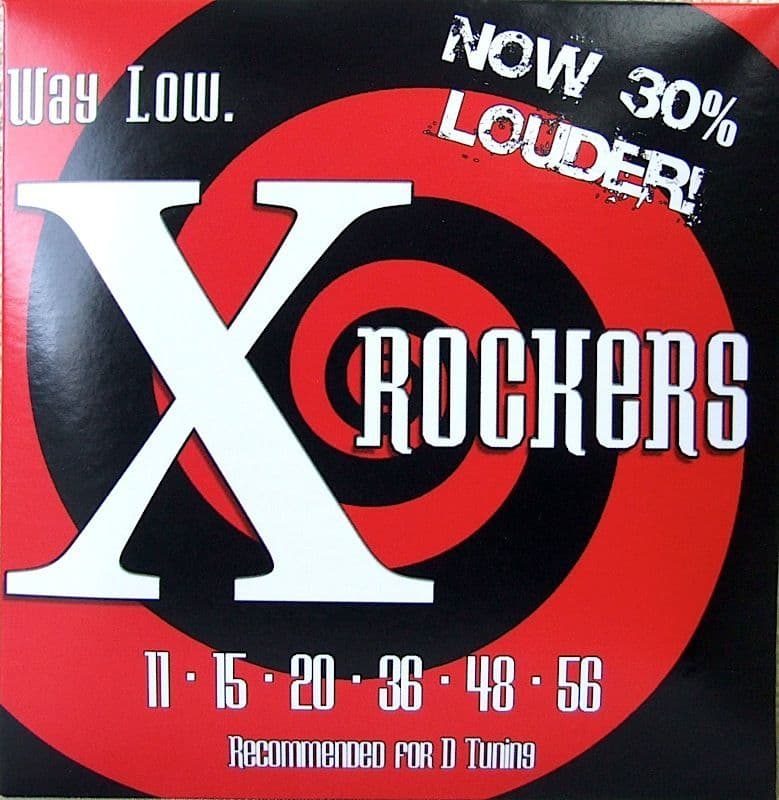 Way Low.
NOW 30%
LOUDER!
X
ROCKERS
11 · 15 · 20 · 36 · 48 · 56
Recommended for D Tuning